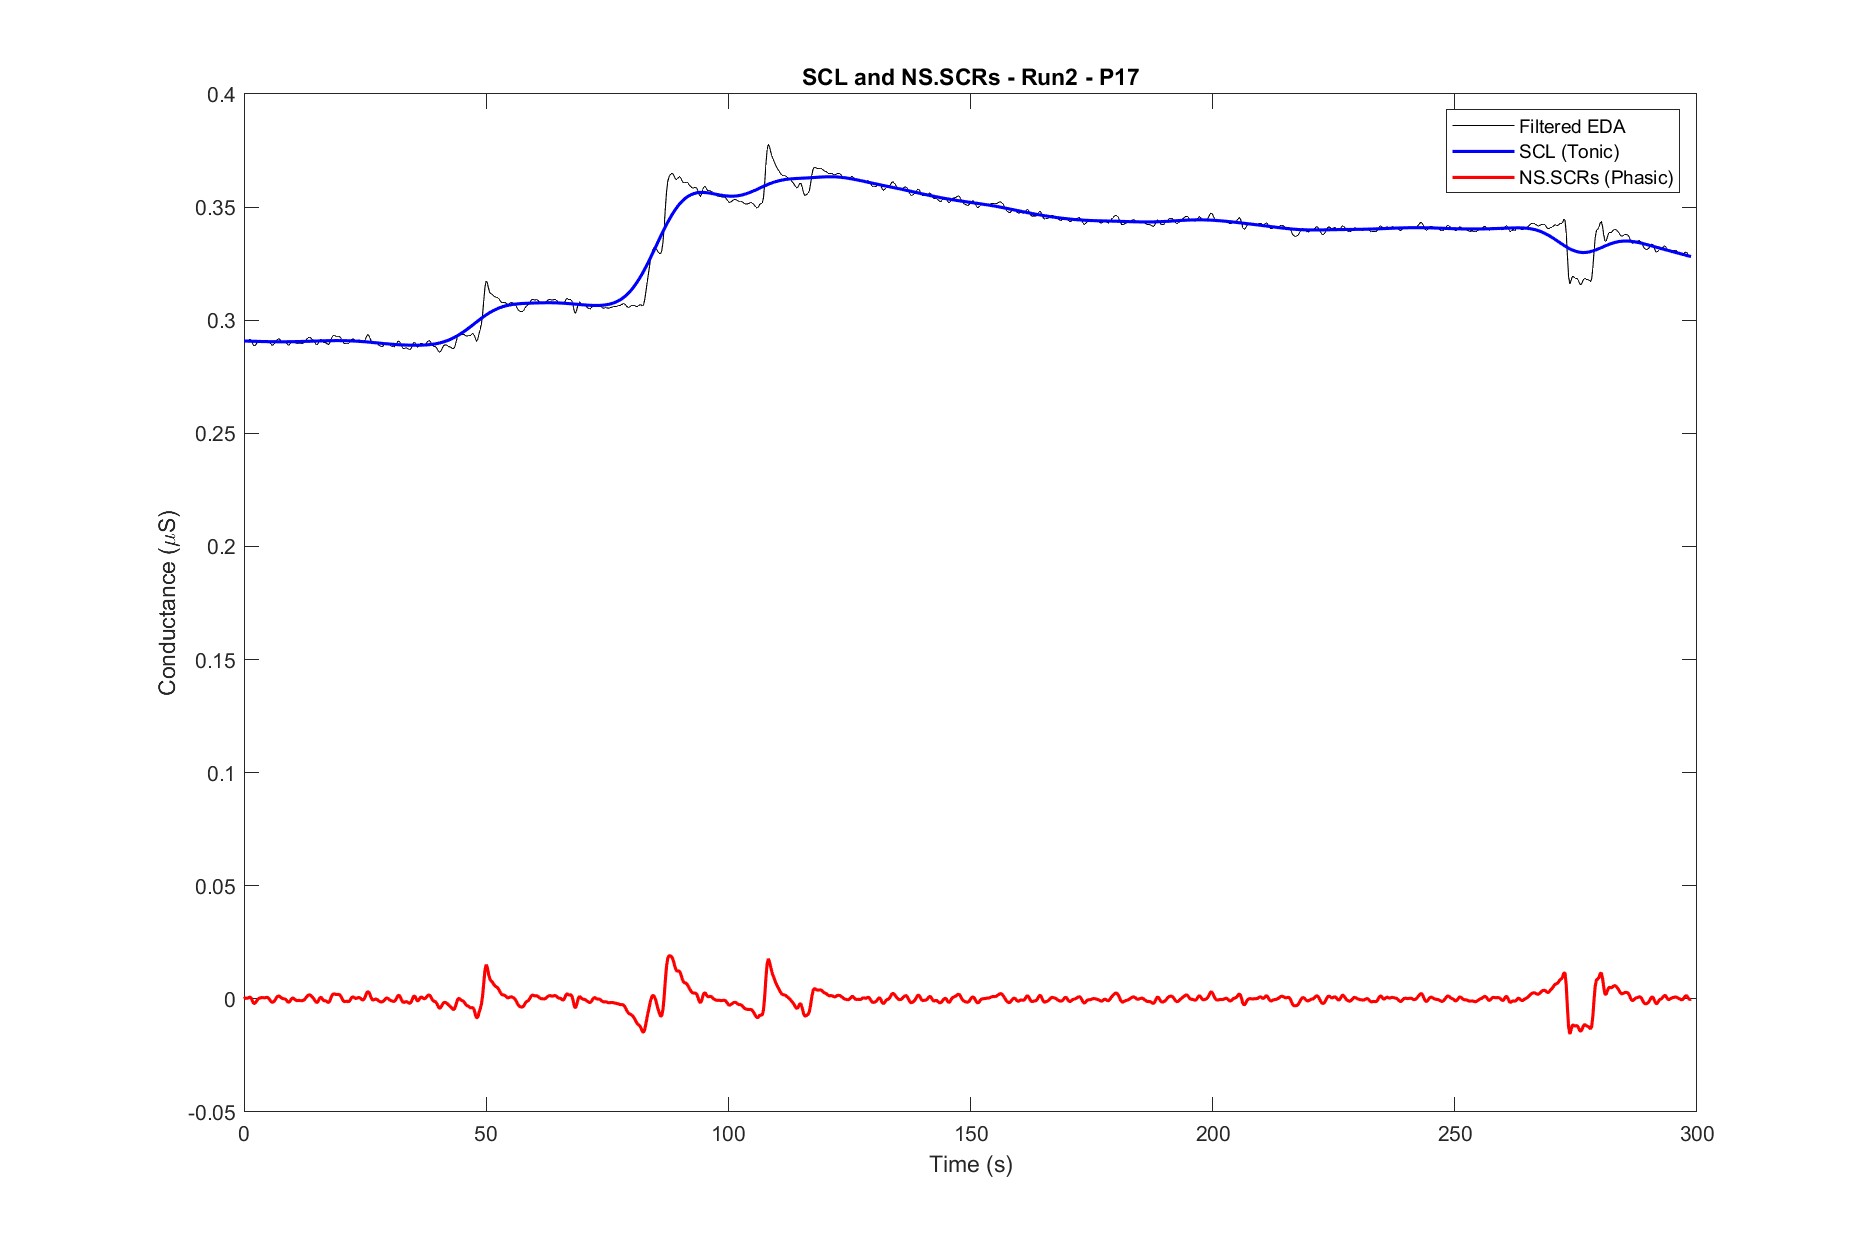 SCL and NS.SCRs - Run2 - P17
Filtered EDA
SCL (Tonic)
NS.SCRs (Phasic)
0.4
0.35
0.3
0.25
0.2
0.15
0.1
0.05
0
-0.05
Conductance (μS)
0 50 100 150 200 250 300
Time (s)